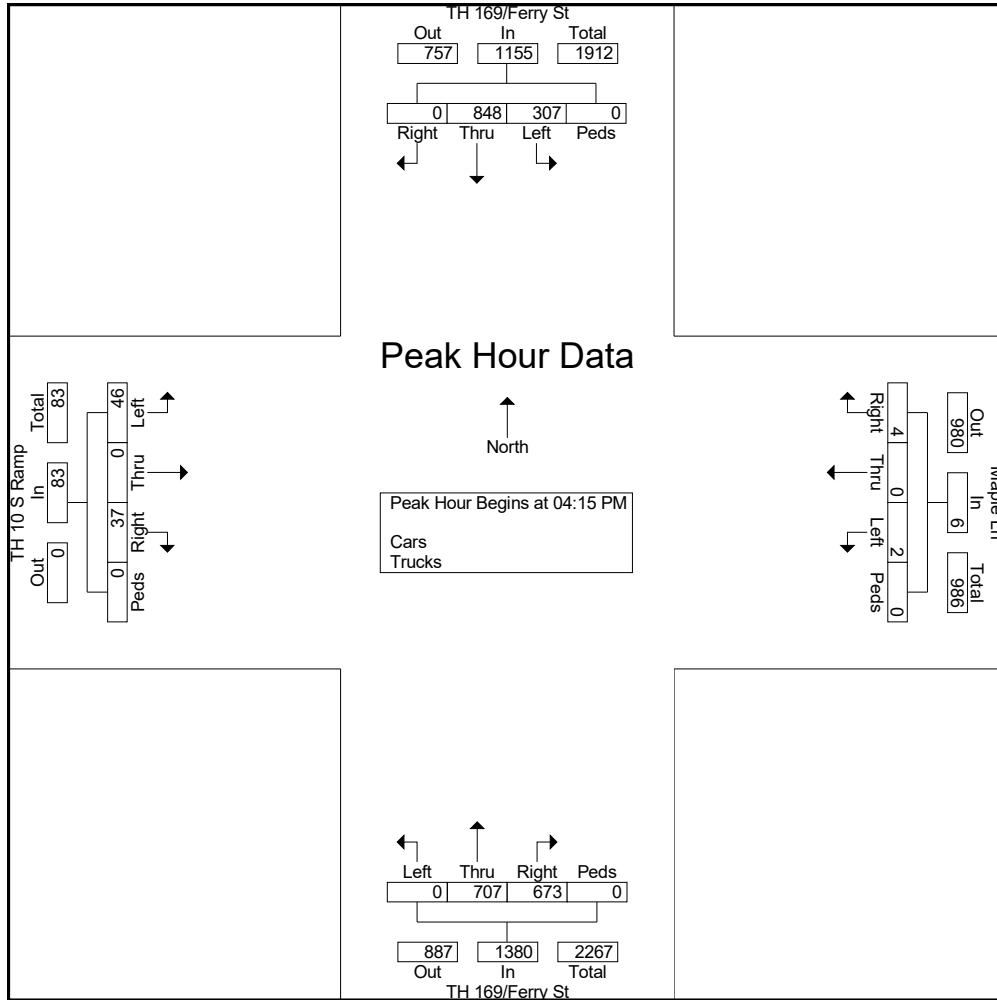 TH 169/Ferry St
Out In Total
757 1155 1912
0 848 307 0
Right Thru Left Peds
Peak Hour Data
North
Peak Hour Begins at 04:15 PM
Cars
Trucks
TH 10 S Ramp
Out In Total
0 83 83
46 0 37 0
Left Thru Right Peds
Out In Total
980 6 986
4 0 2 0
Right Thru Left Peds
Left Thru Right Peds
0 707 673 0
887 1380 2267
Out In Total
TH 169/Ferry St